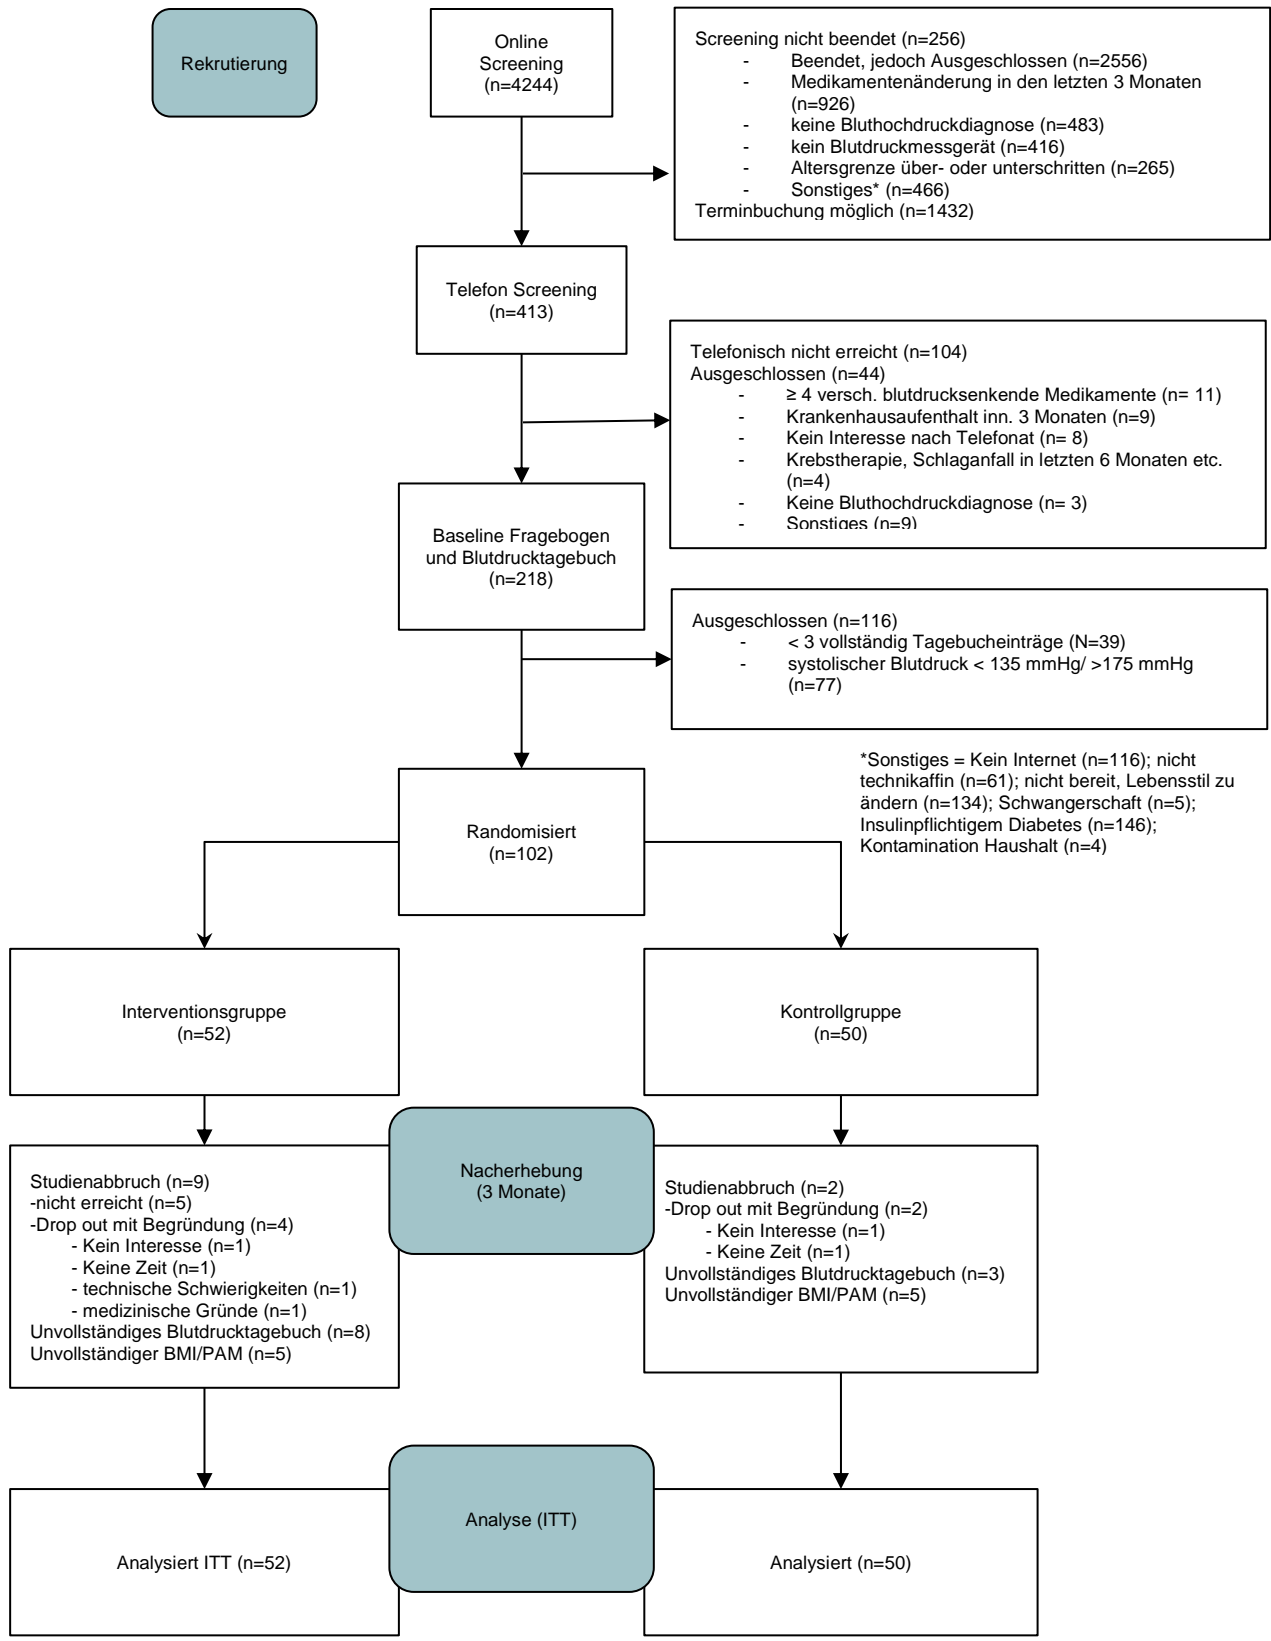 Rekrutierung
Online
Screening
(n=4244)
Screening nicht beendet (n=256)
- Beendet, jedoch Ausgeschlossen (n=2556)
- Medikamentenänderung in den letzten 3 Monaten
(n=926)
- keine Bluthochdruckdiagnose (n=483)
- kein Blutdruckmessgerät (n=416)
- Altersgrenze über- oder unterschritten (n=265)
- Sonstiges* (n=466)
Terminbuchung möglich (n=1432)
Telefon Screening
(n=413)
Telefonisch nicht erreicht (n=104)
Ausgeschlossen (n=44)
- ≥ 4 versch. blutdrucksenkende Medikamente (n= 11)
- Krankenhausaufenthalt inn. 3 Monaten (n=9)
- Kein Interesse nach Telefonat (n= 8)
- Krebstherapie, Schlaganfall in letzten 6 Monaten etc.
(n=4)
- Keine Bluthochdruckdiagnose (n= 3)
- Sonstiges (n=9)
Baseline Fragebogen
und Blutdrucktagebuch
(n=218)
Ausgeschlossen (n=116)
- < 3 vollständig Tagebucheinträge (N=39)
- systolischer Blutdruck < 135 mmHg/ >175 mmHg
(n=77)
*Sonstiges = Kein Internet (n=116); nicht
technikaffin (n=61); nicht bereit, Lebensstil zu
ändern (n=134); Schwangerschaft (n=5);
Insulinpflichtigem Diabetes (n=146);
Kontamination Haushalt (n=4)
Randomisiert
(n=102)
Interventionsgruppe
(n=52)
Kontrollgruppe
(n=50)
Nacherhebung
(3 Monate)
Studienabbruch (n=9)
-nicht erreicht (n=5)
-Drop out mit Begründung (n=4)
- Kein Interesse (n=1)
- Keine Zeit (n=1)
- technische Schwierigkeiten (n=1)
- medizinische Gründe (n=1)
Unvollständiges Blutdrucktagebuch (n=8)
Unvollständiger BMI/PAM (n=5)
Studienabbruch (n=2)
-Drop out mit Begründung (n=2)
- Kein Interesse (n=1)
- Keine Zeit (n=1)
Unvollständiges Blutdrucktagebuch (n=3)
Unvollständiger BMI/PAM (n=5)
Analyse (ITT)
Analysiert ITT (n=52)
Analysiert (n=50)